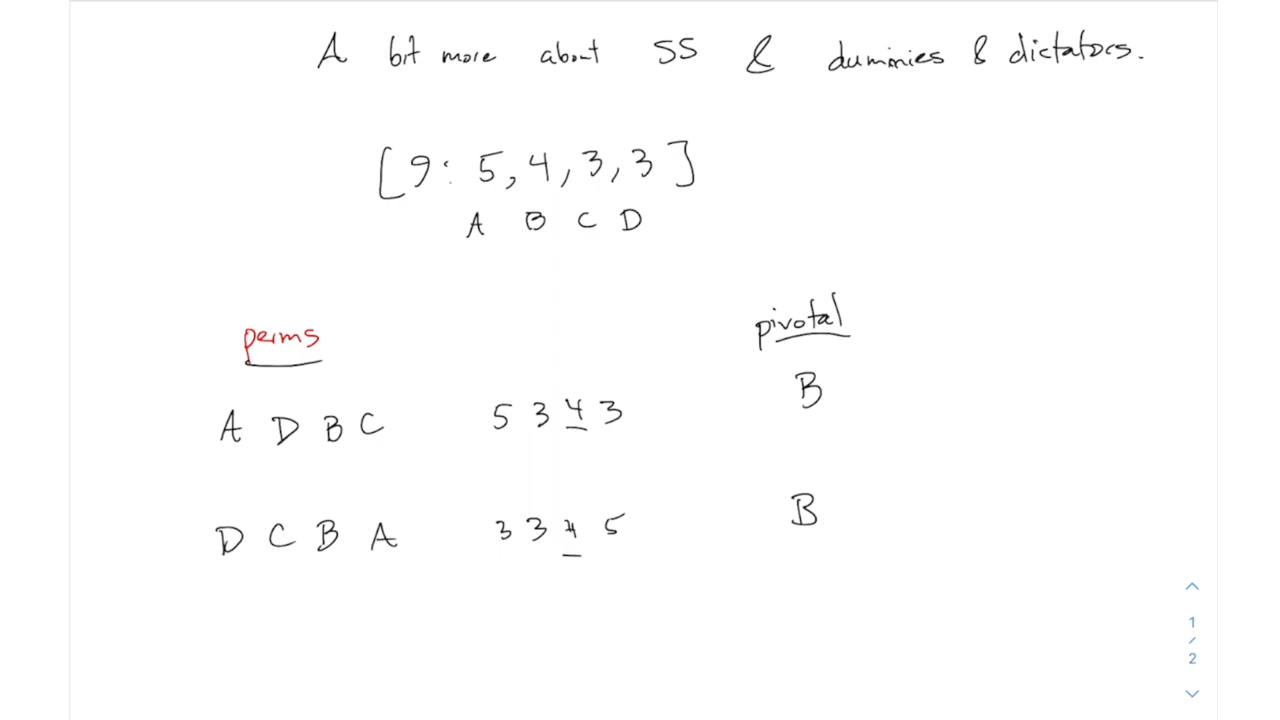 A bit more about SS & dummies & dictators.
[9: 5, 4, 3, 3]
A B C D
perms pivotal
A D B C 5 3 4 3 B
D C B A 3 3 4 5 B
1
/
2